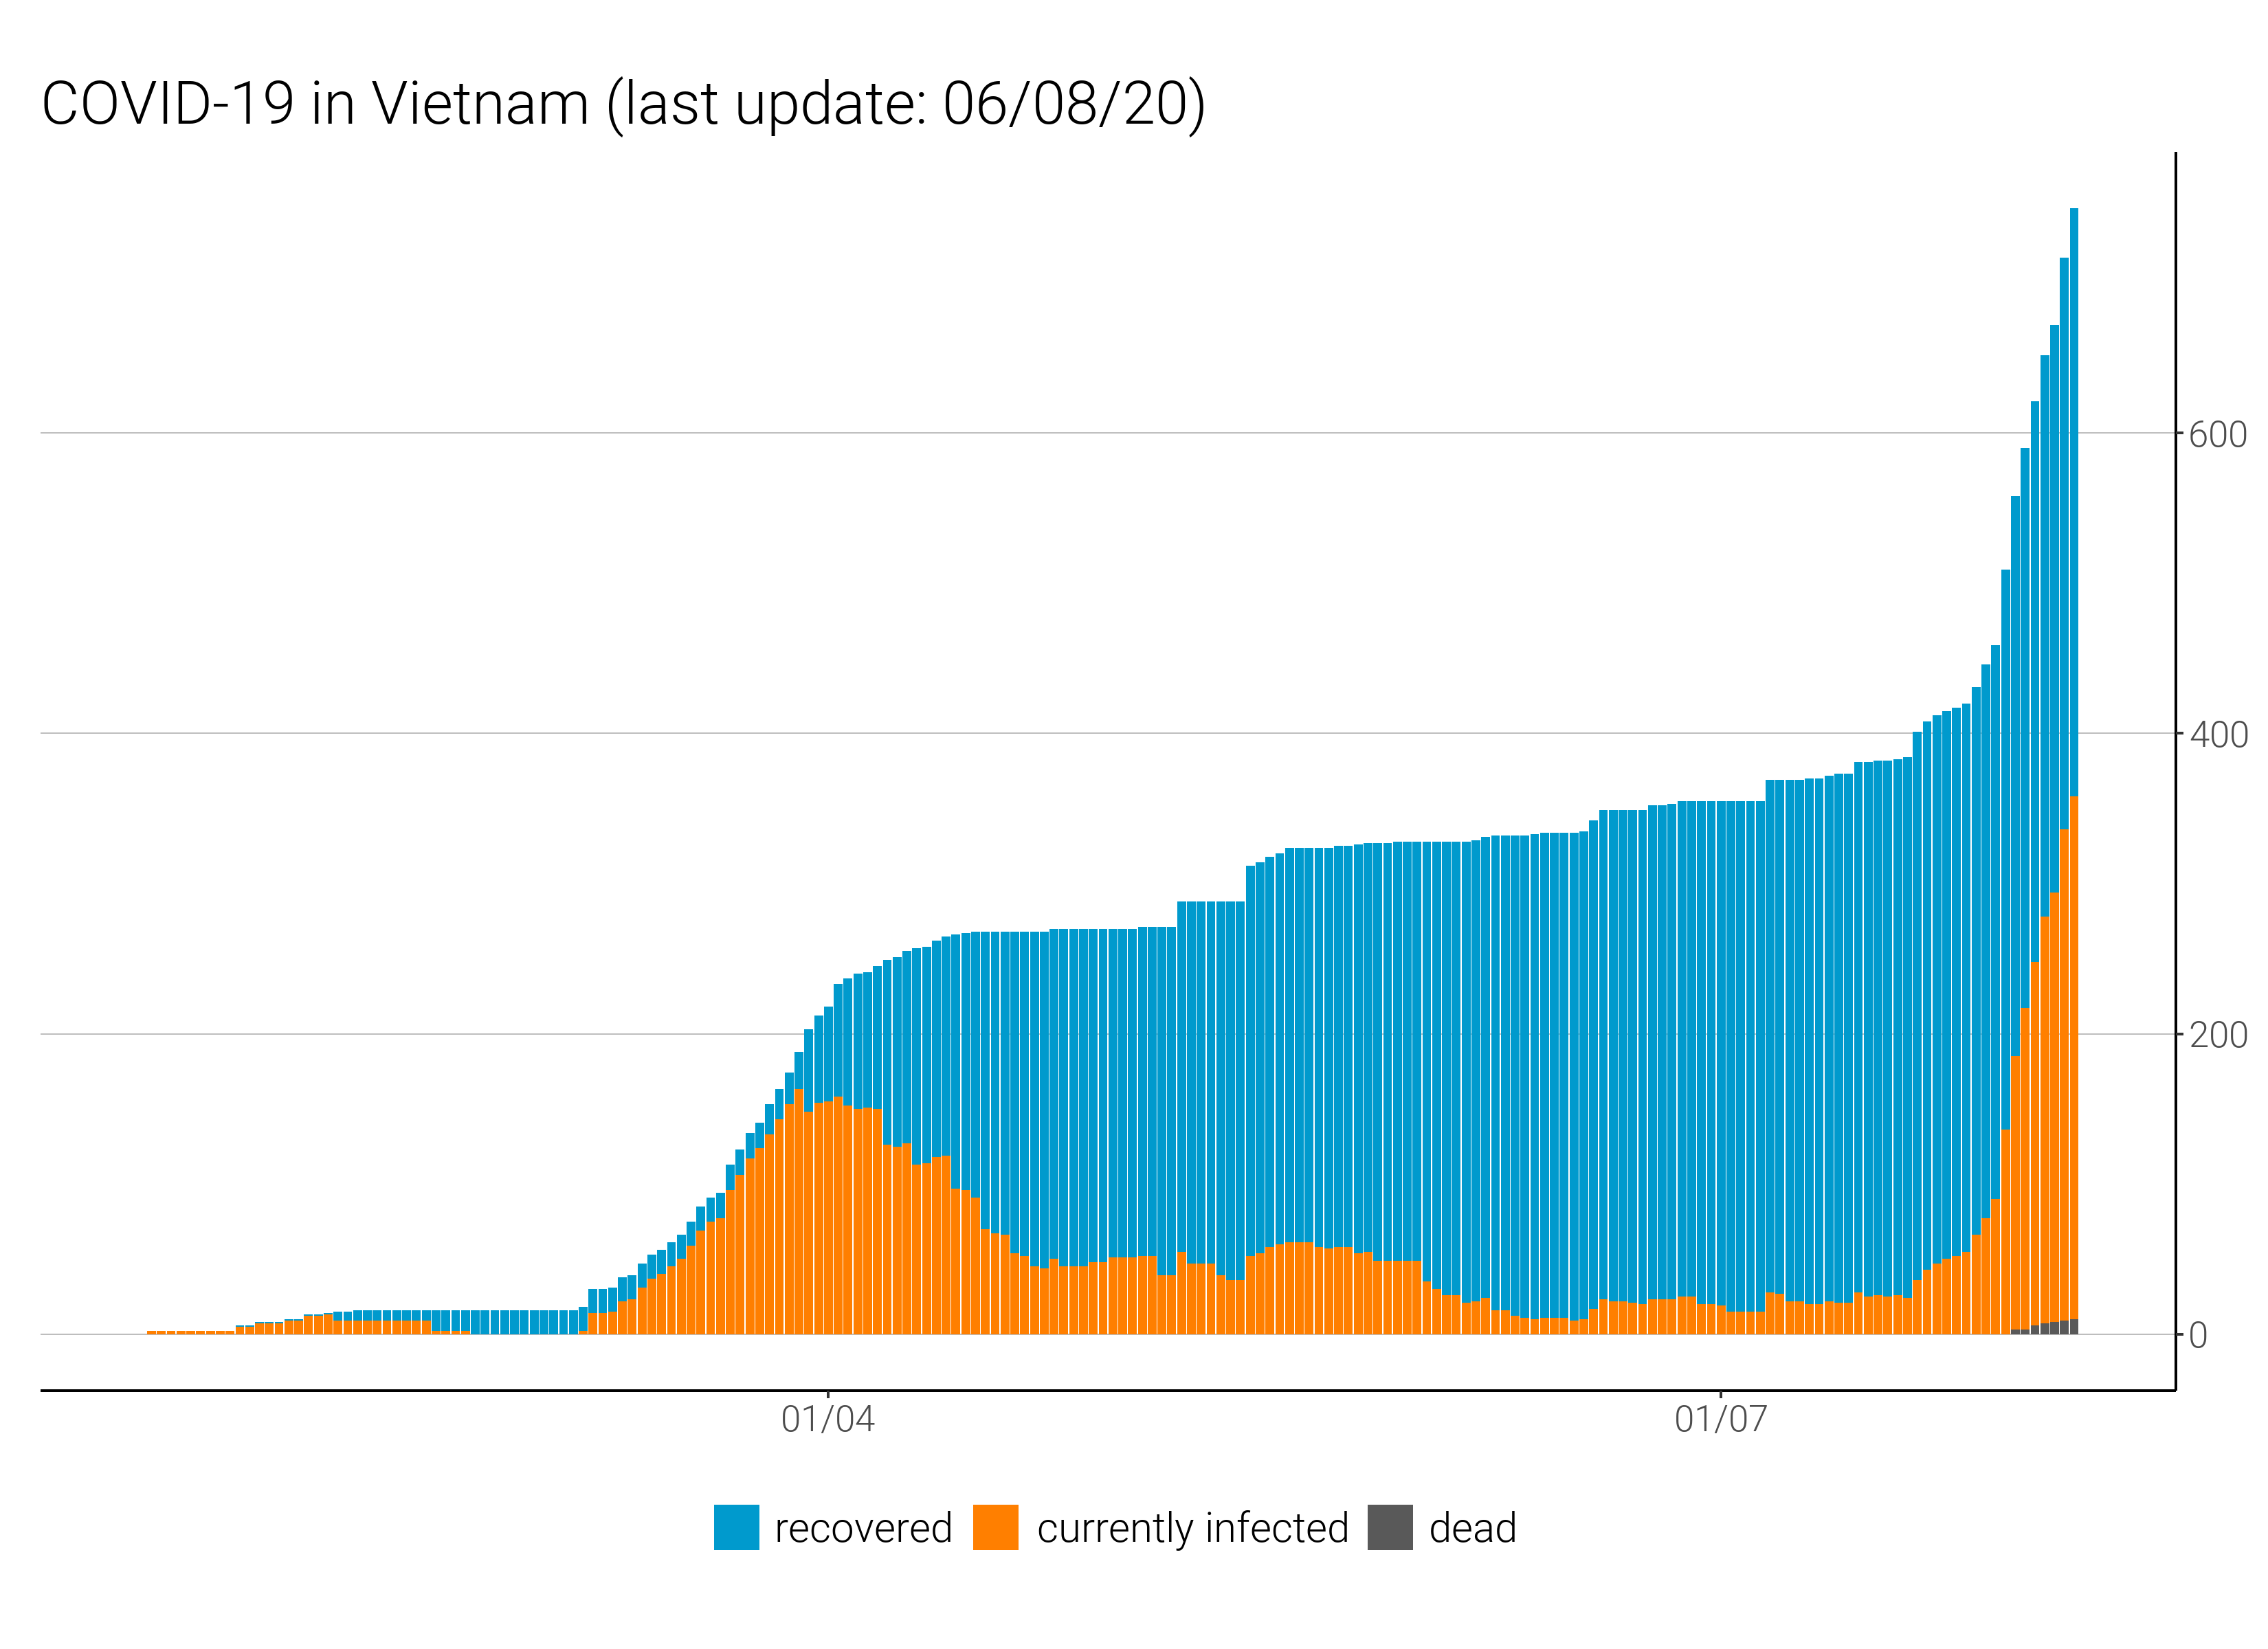 COVID-19 in Vietnam (last update: 06/08/20)
600
400
200
0
01/04 01/07
recovered currently infected dead